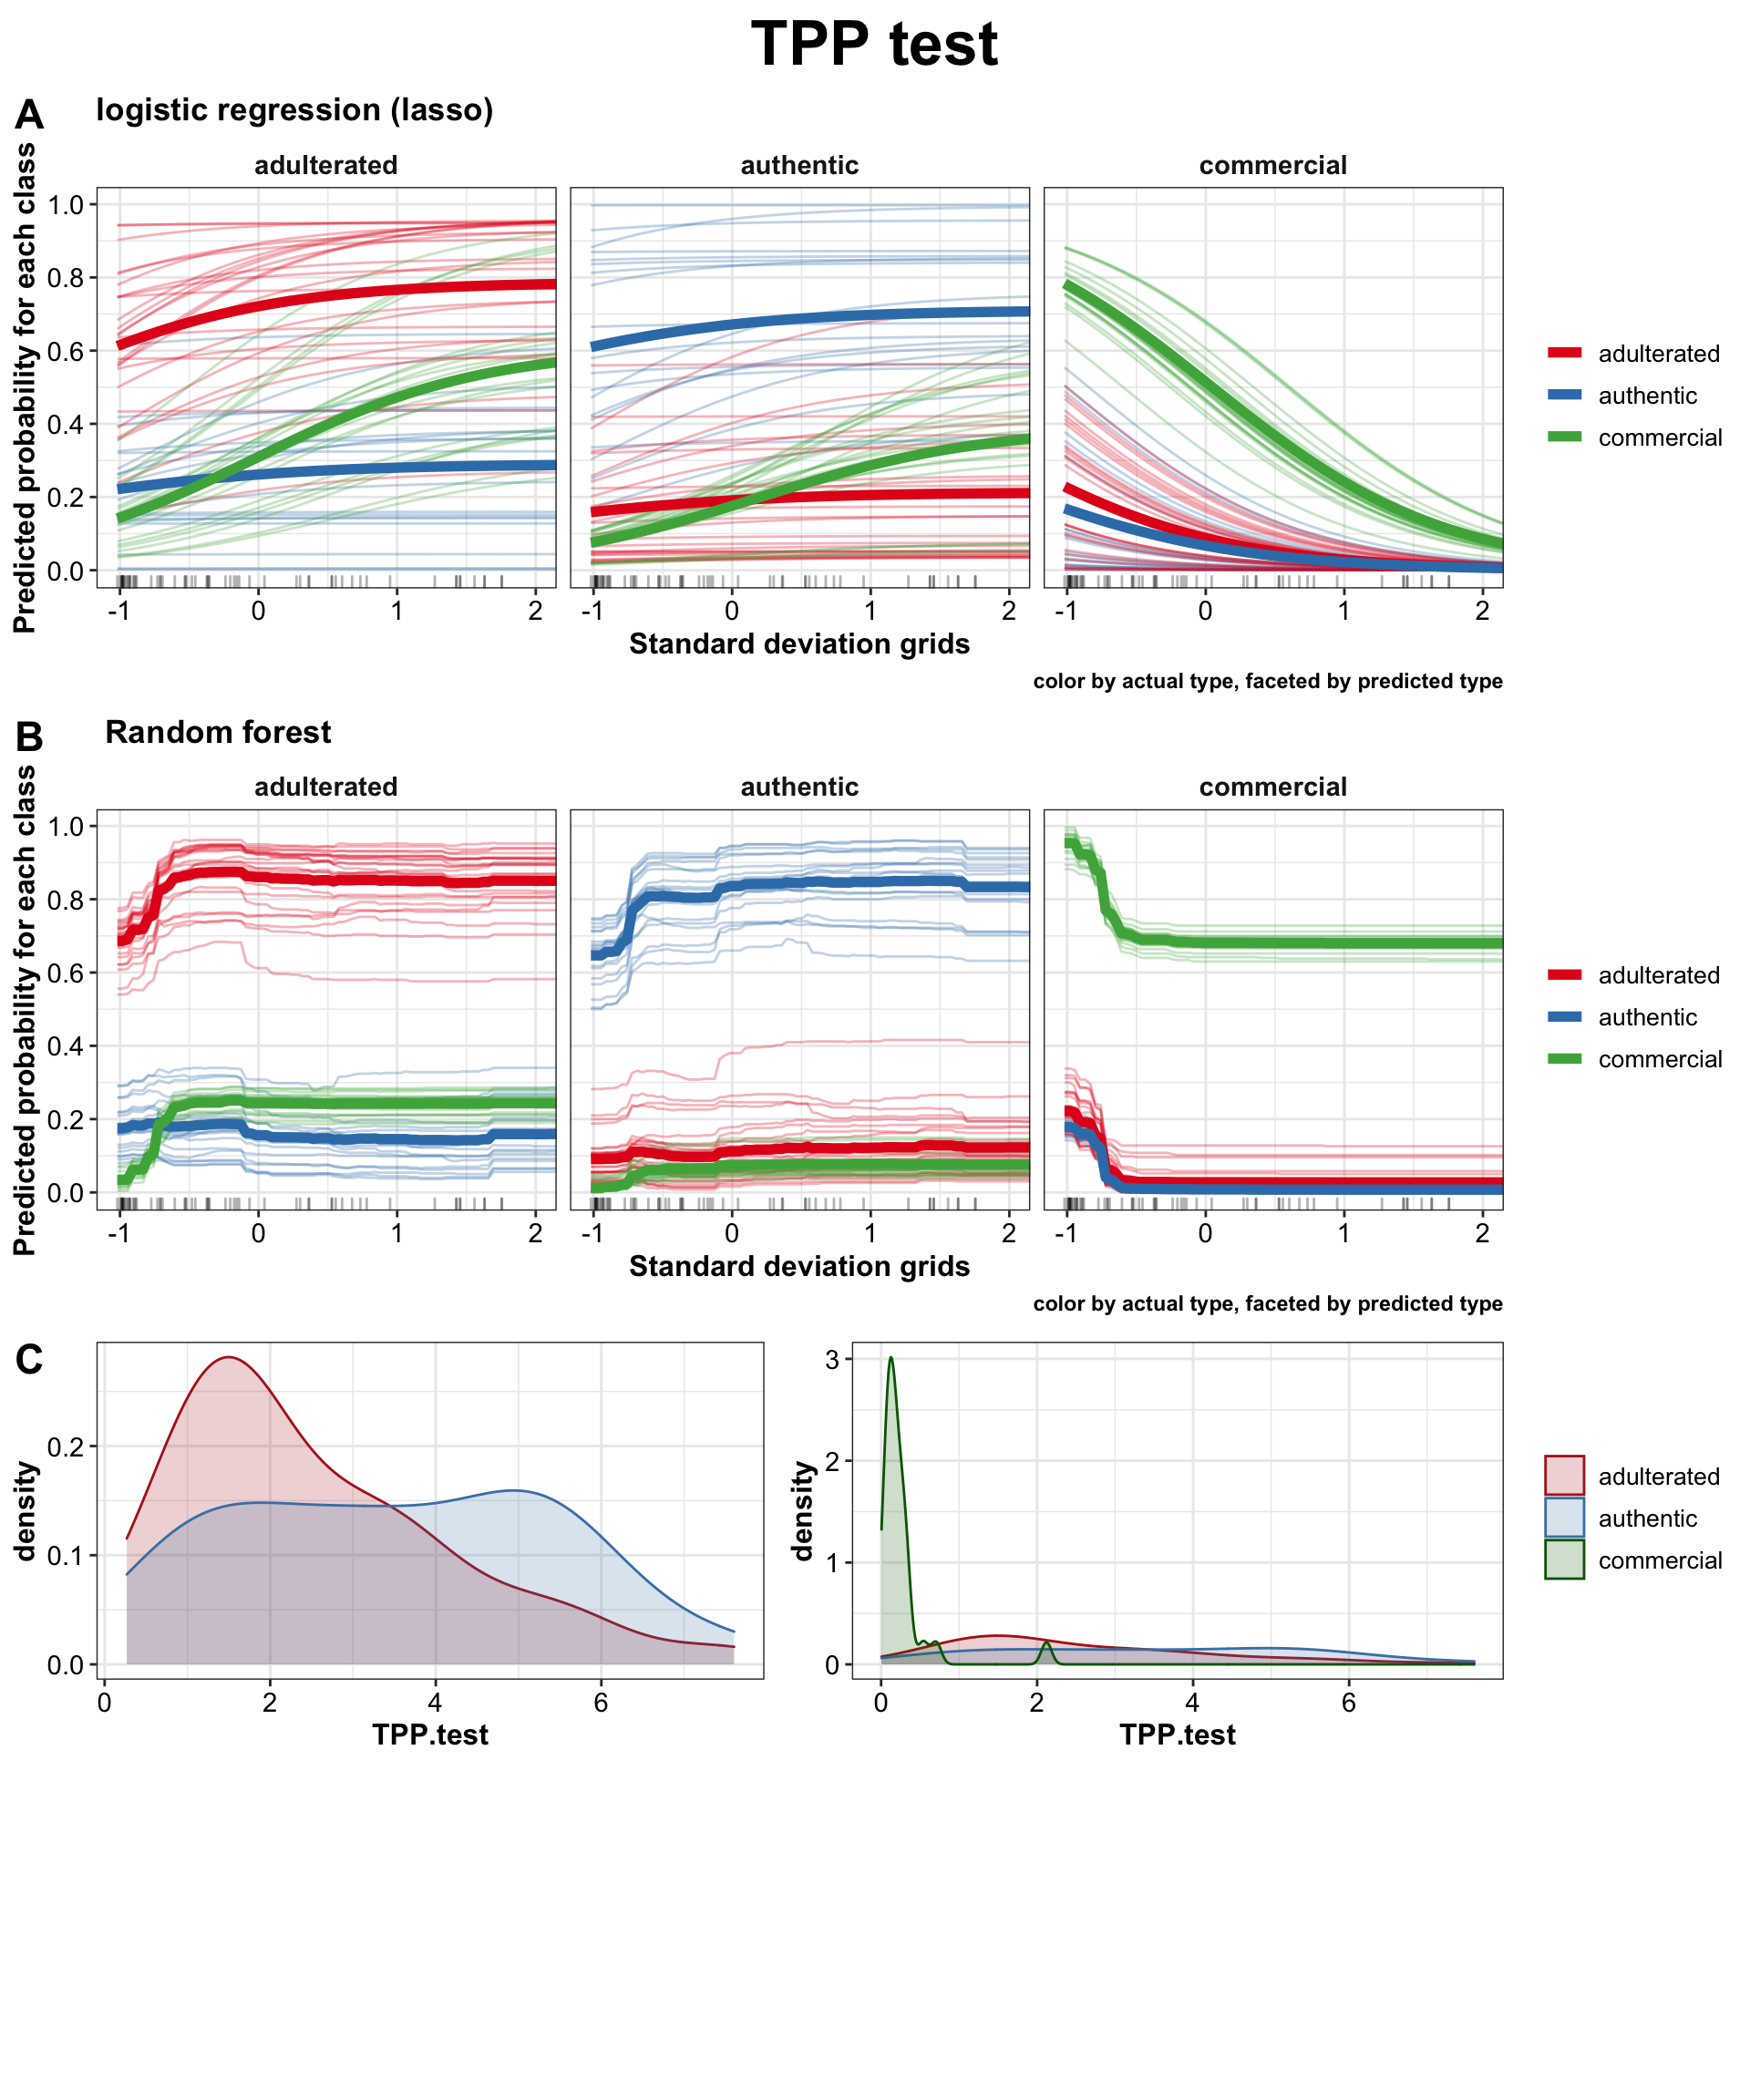 TPP test
A
logistic regression (lasso)
adulterated
authentic
commercial
Predicted probability for each class
1.0
0.8
0.6
0.4
0.2
0.0
-1 0 1 2
-1 0 1 2
-1 0 1 2
Standard deviation grids
color by actual type, faceted by predicted type
adulterated
authentic
commercial
B
Random forest
adulterated
authentic
commercial
Predicted probability for each class
1.0
0.8
0.6
0.4
0.2
0.0
-1 0 1 2
-1 0 1 2
-1 0 1 2
Standard deviation grids
color by actual type, faceted by predicted type
adulterated
authentic
commercial
C
density
0.2
0.1
0.0
0 2 4 6
TPP.test
density
3
2
1
0
0 2 4 6
TPP.test
adulterated
authentic
commercial